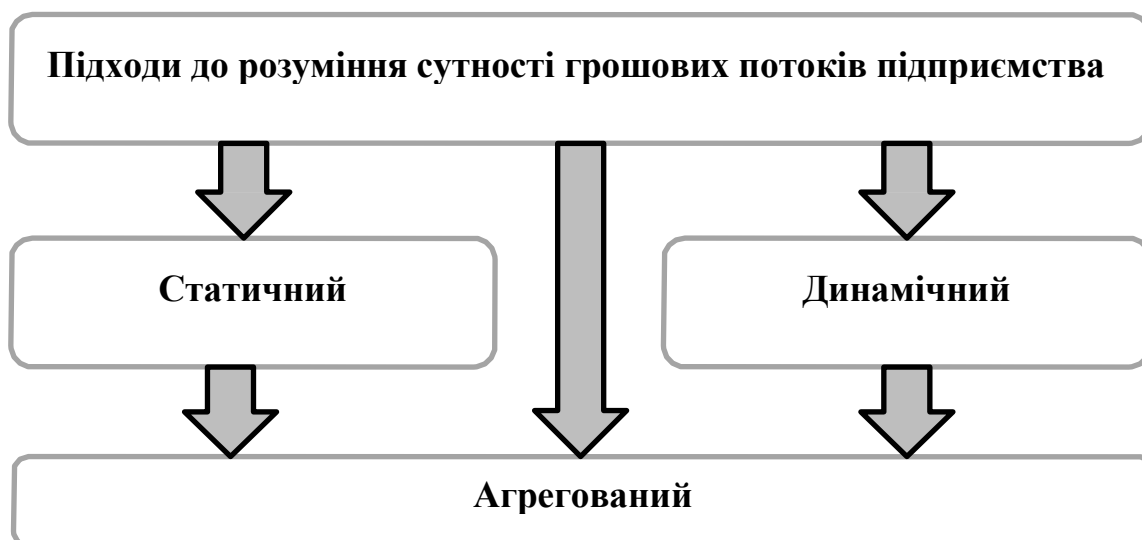 Підходи до розуміння сутності грошових потоків підприємства
Статичний
Динамічний
Агрегований